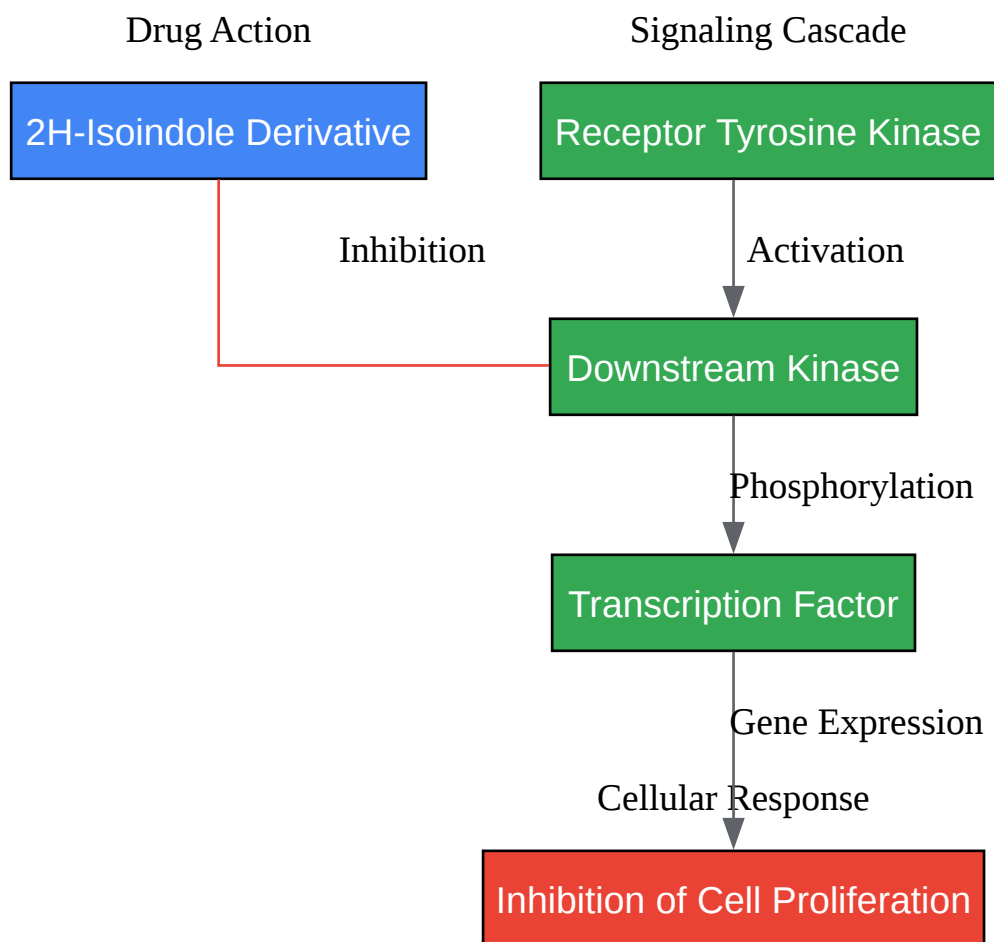 Drug Action
Signaling Cascade
2H-Isoindole Derivative
Receptor Tyrosine Kinase
Inhibition
Activation
Downstream Kinase
Phosphorylation
Transcription Factor
Gene Expression
Cellular Response
Inhibition of Cell Proliferation